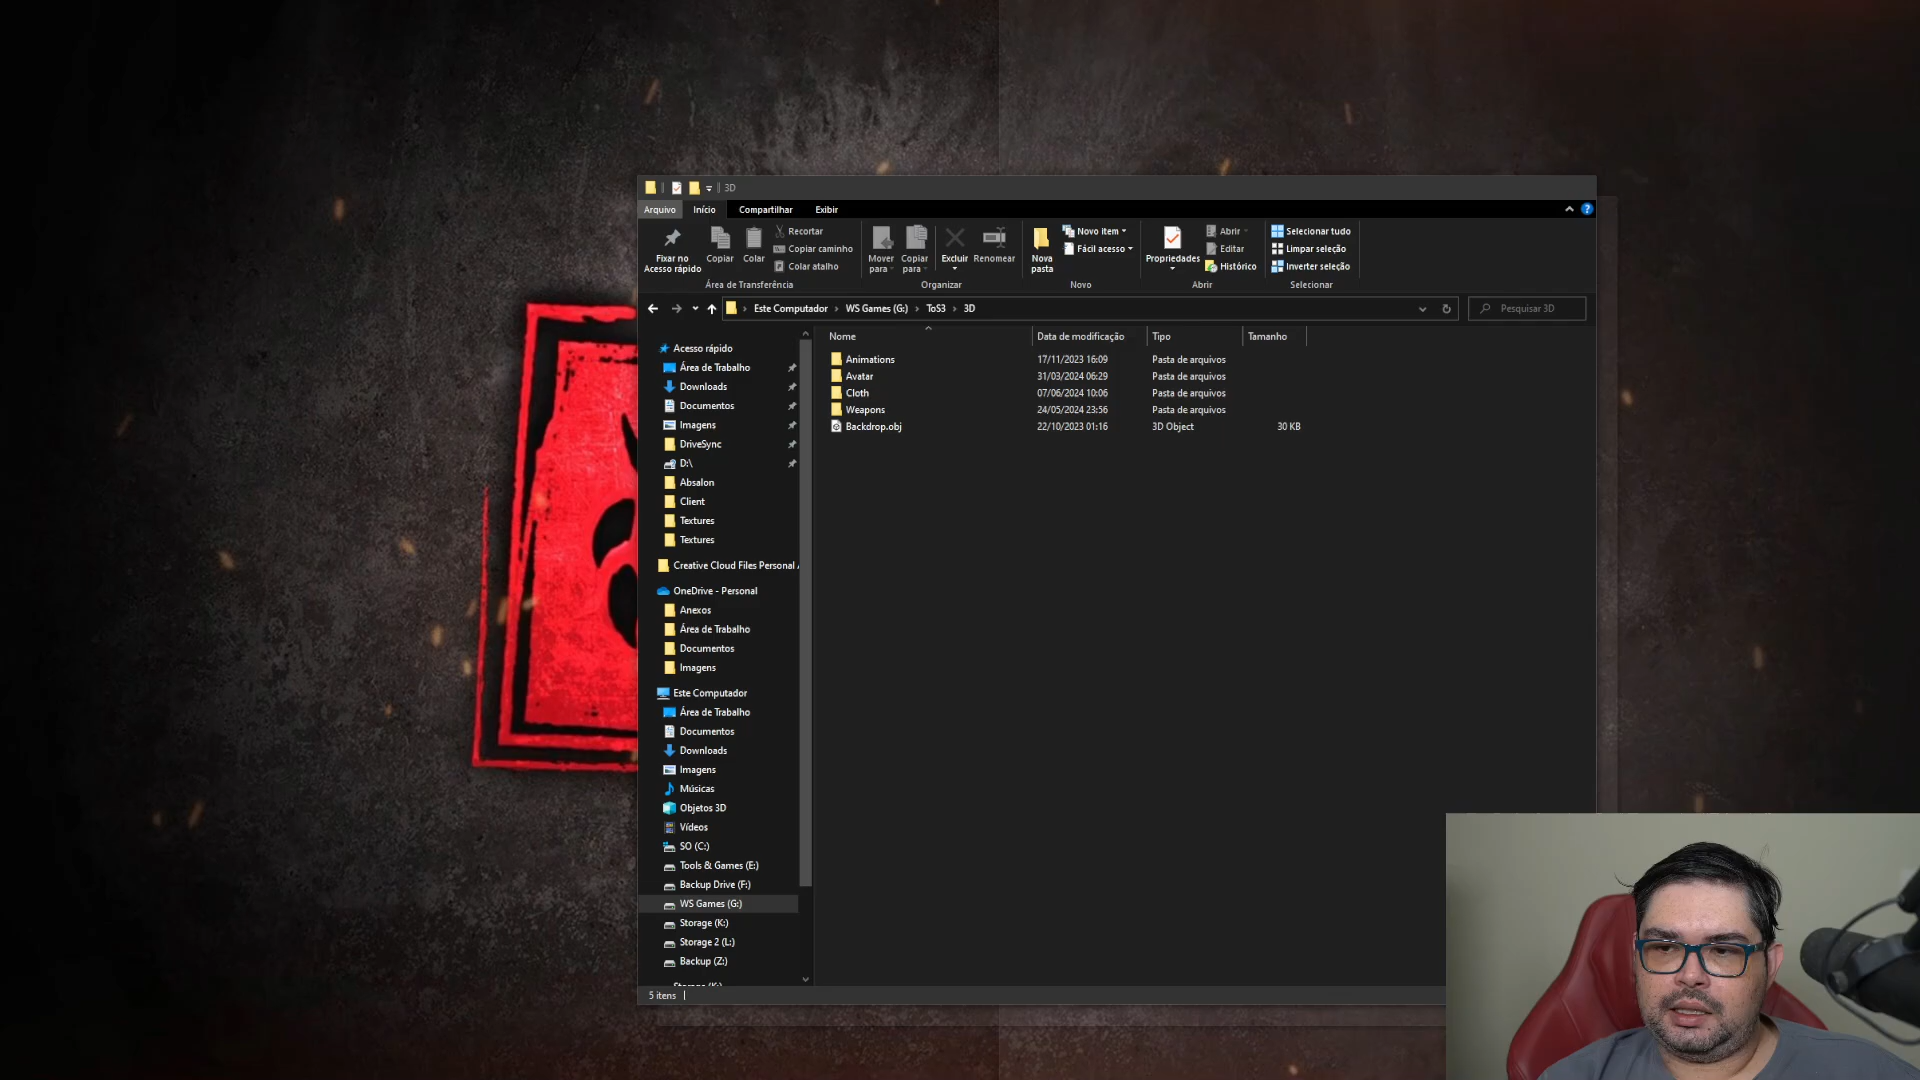 3D
Arquivo Início Compartilhar Exibir
Fixar no Acesso rápido
Copiar
Colar
Recortar
Copiar caminho
Colar atalho
Área de Transferência
Mover para
Copiar para
Excluir
Renomear
Organizar
Nova pasta
Novo item
Fácil acesso
Novo
Propriedades
Abrir
Editar
Histórico
Abrir
Selecionar tudo
Limpar seleção
Inverter seleção
Selecionar
Este Computador › WS Games (G:) › ToS3 › 3D
Pesquisar 3D
Acesso rápido
Área de Trabalho
Downloads
Documentos
Imagens
DriveSync
D:\
Absalon
Client
Textures
Textures
Creative Cloud Files Personal
OneDrive - Personal
Anexos
Área de Trabalho
Documentos
Imagens
Este Computador
Área de Trabalho
Documentos
Downloads
Imagens
Músicas
Objetos 3D
Vídeos
SO (C:)
Tools & Games (E:)
Backup Drive (F:)
WS Games (G:)
Storage (K:)
Storage 2 (L:)
Backup (Z:)
Nome Data de modificação Tipo Tamanho
Animations 17/11/2023 16:09 Pasta de arquivos
Avatar 31/03/2024 06:29 Pasta de arquivos
Cloth 07/06/2024 10:06 Pasta de arquivos
Weapons 24/05/2024 23:56 Pasta de arquivos
Backdrop.obj 22/10/2023 01:16 3D Object 30 KB
5 itens